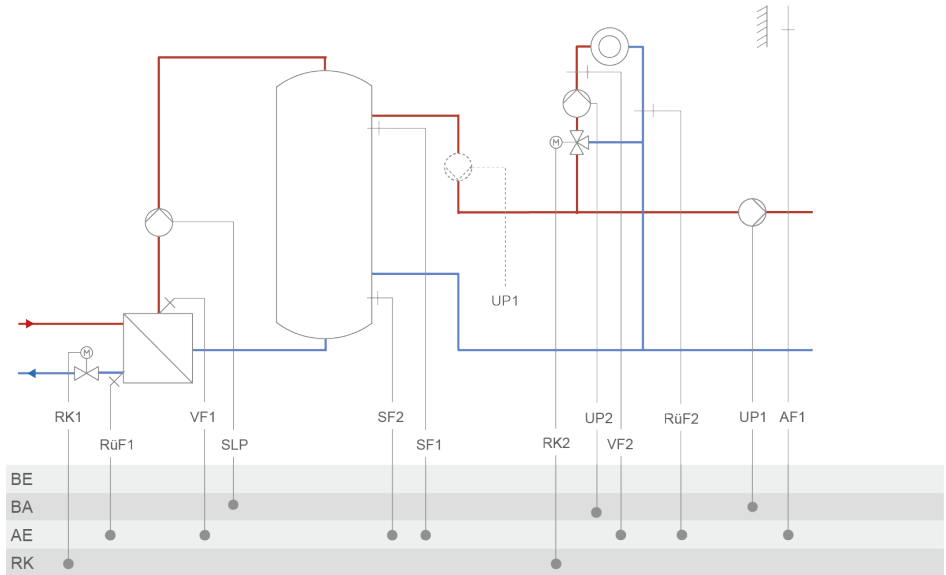 M
UP1
M
RK1
VF1
SF2
UP2
RüF2
UP1
AF1
RüF1
SLP
SF1
RK2
VF2
BE
BA
AE
RK